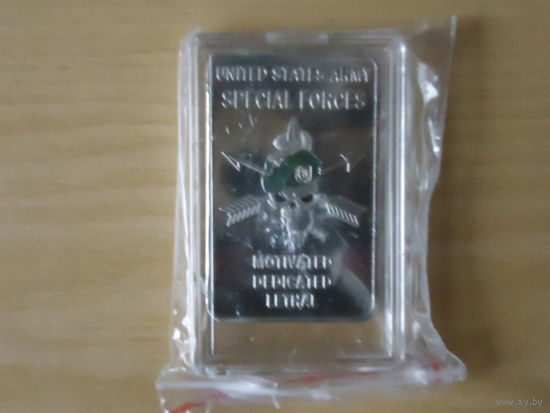 UNITED STATES ARMY
SPECIAL FORCES
MOTIVATED
DEDICATED
LETHAL
www.ay.by